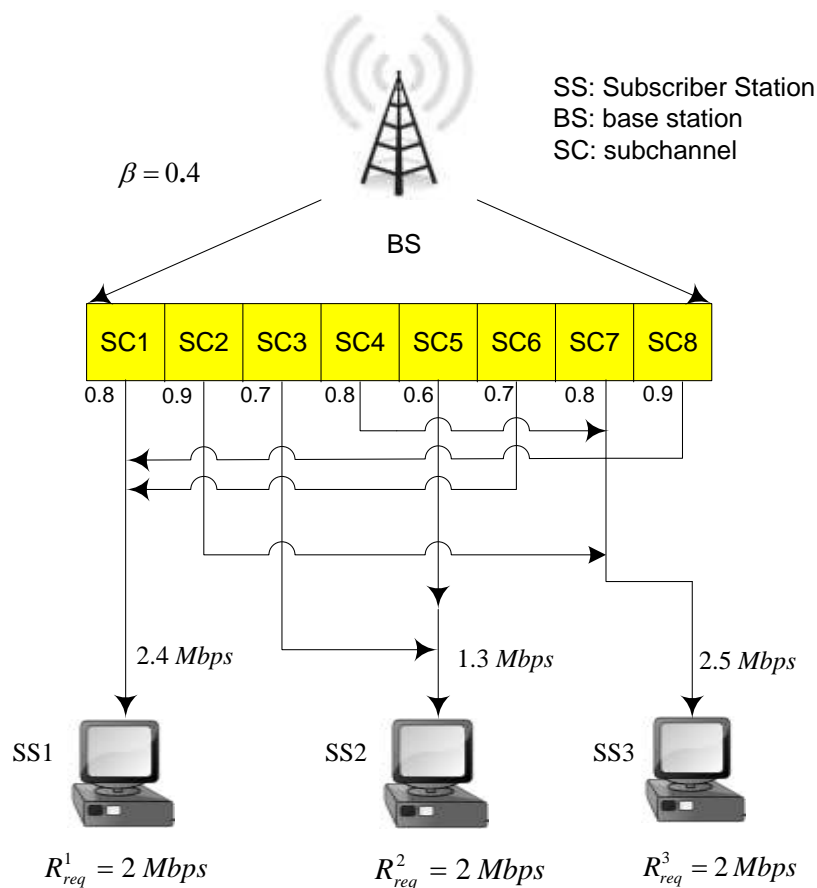 SS: Subscriber Station
BS: base station
SC: subchannel
β = 0.4
BS
SC1 SC2 SC3 SC4 SC5 SC6 SC7 SC8
0.8 0.9 0.7 0.8 0.6 0.7 0.8 0.9
2.4 Mbps 1.3 Mbps 2.5 Mbps
SS1 SS2 SS3
R¹req = 2 Mbps R²req = 2 Mbps R³req = 2 Mbps